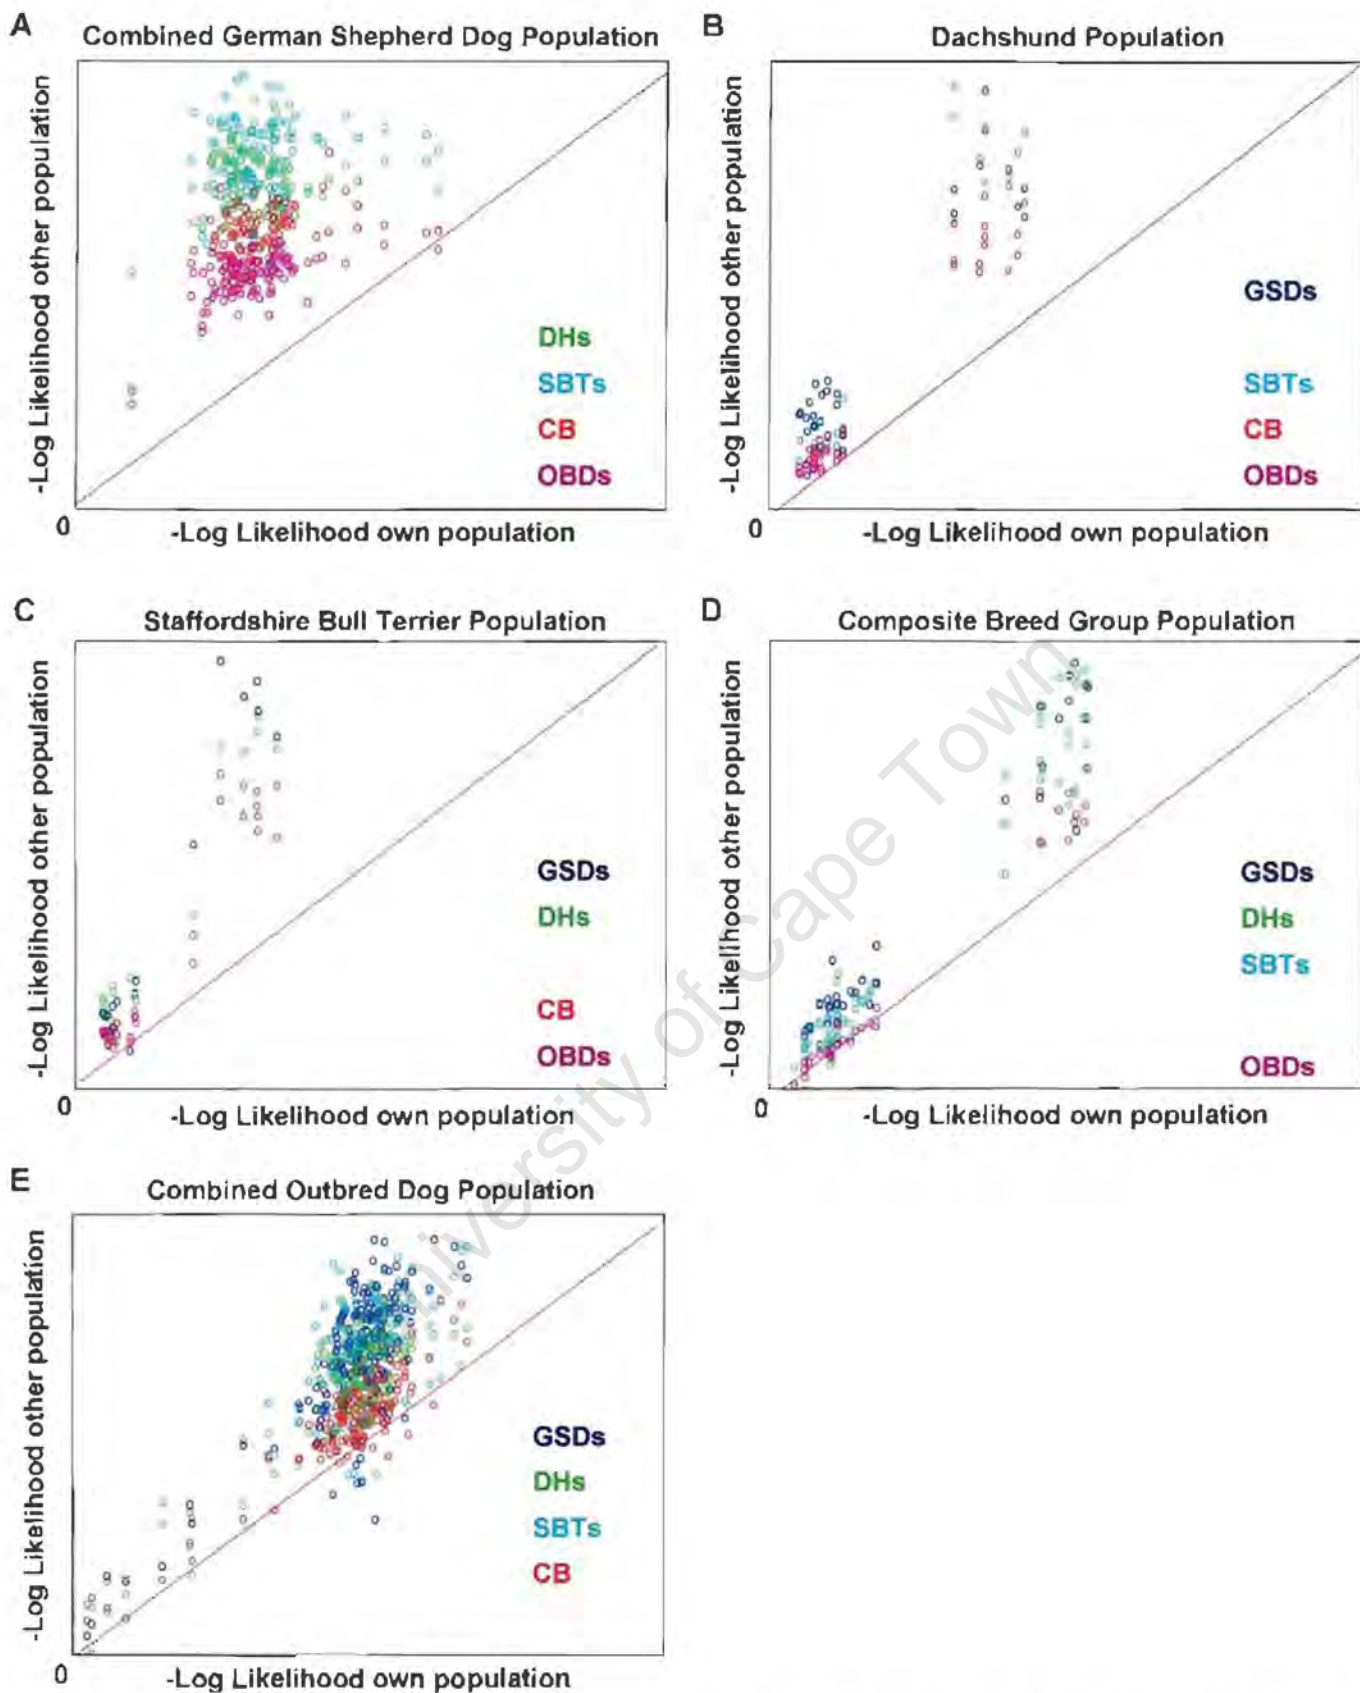 A
Combined German Shepherd Dog Population
-Log Likelihood other population
DHs
SBTs
CB
OBDs
0
-Log Likelihood own population
B
Dachshund Population
-Log Likelihood other population
GSDs
SBTs
CB
OBDs
0
-Log Likelihood own population
C
Staffordshire Bull Terrier Population
-Log Likelihood other population
GSDs
DHs
CB
OBDs
0
-Log Likelihood own population
D
Composite Breed Group Population
-Log Likelihood other population
GSDs
DHs
SBTs
OBDs
0
-Log Likelihood own population
E
Combined Outbred Dog Population
-Log Likelihood other population
GSDs
DHs
SBTs
CB
0
-Log Likelihood own population
University of Cape Town